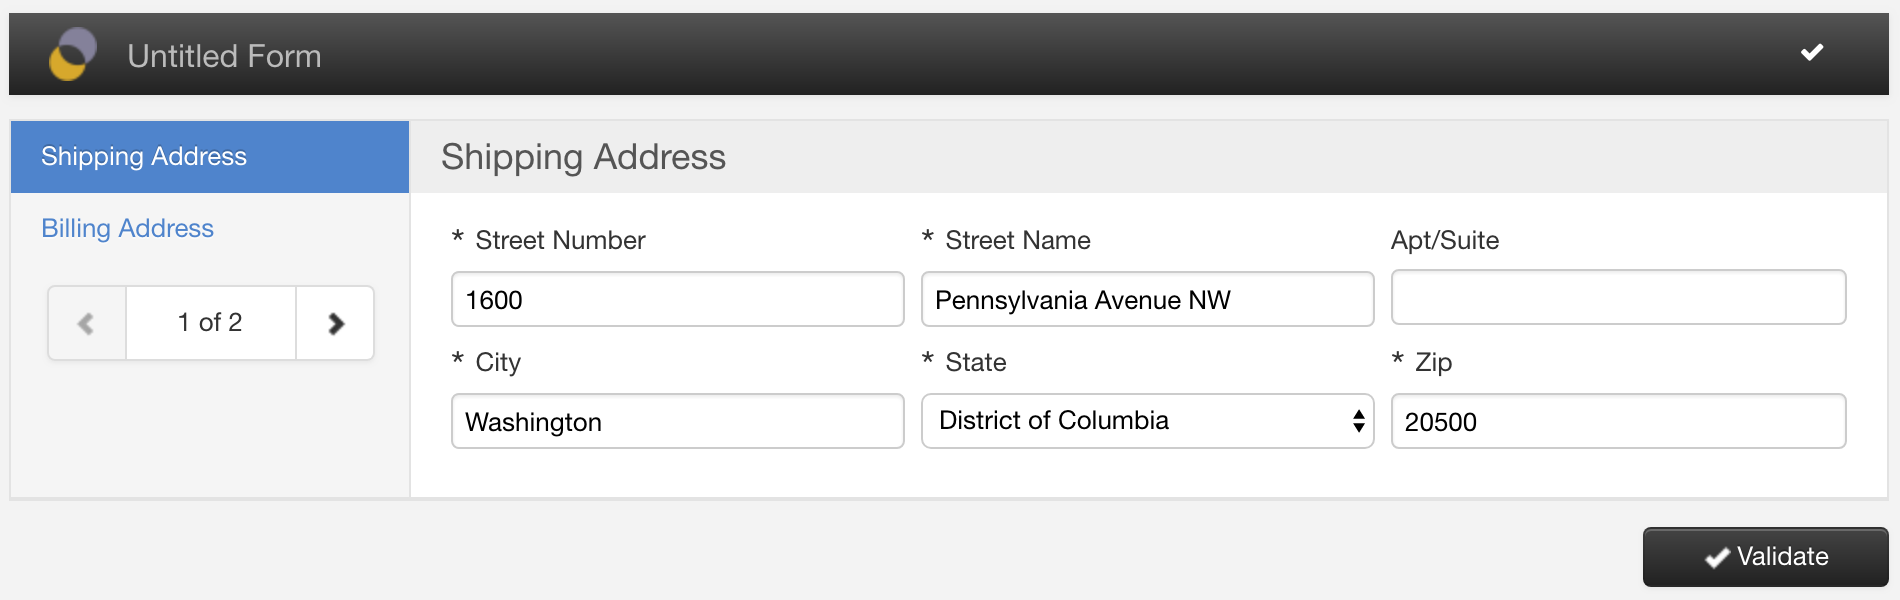 Untitled Form
Shipping Address
Billing Address
1 of 2
Shipping Address
* Street Number
1600
* Street Name
Pennsylvania Avenue NW
Apt/Suite
* City
Washington
* State
District of Columbia
* Zip
20500
Validate